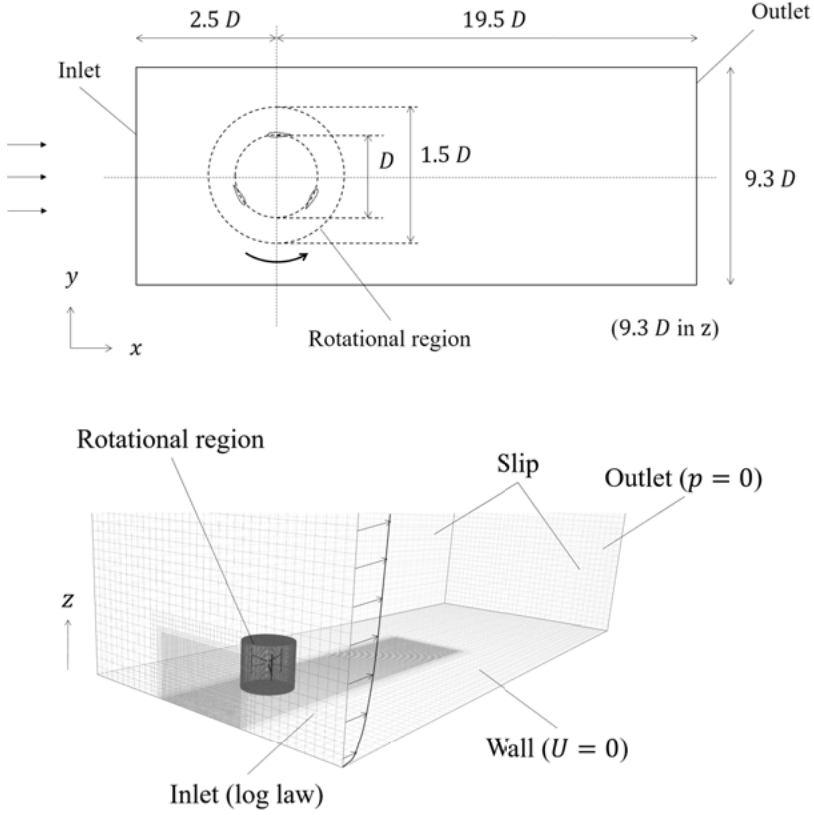 2.5 D
19.5 D
Outlet
Inlet
D
1.5 D
9.3 D
y
x
Rotational region
(9.3 D in z)
Rotational region
Slip
Outlet (p = 0)
z
Wall (U = 0)
Inlet (log law)